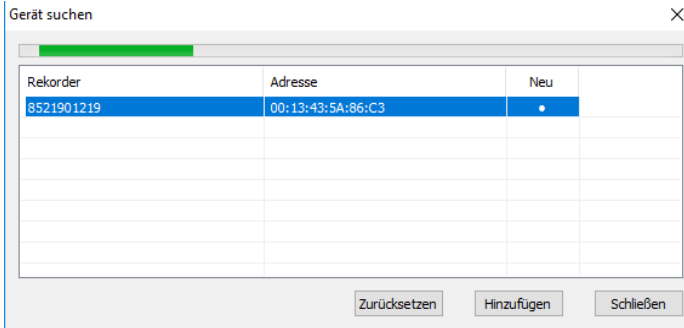 Gerät suchen
Rekorder Adresse Neu
8521901219 00:13:43:5A:86:C3
Zurücksetzen Hinzufügen Schließen